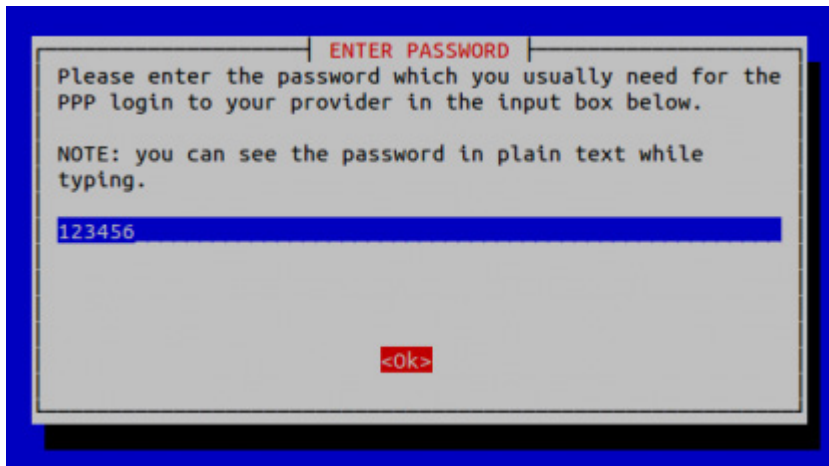 ENTER PASSWORD
Please enter the password which you usually need for the
PPP login to your provider in the input box below.
NOTE: you can see the password in plain text while
typing.
123456
<Ok>